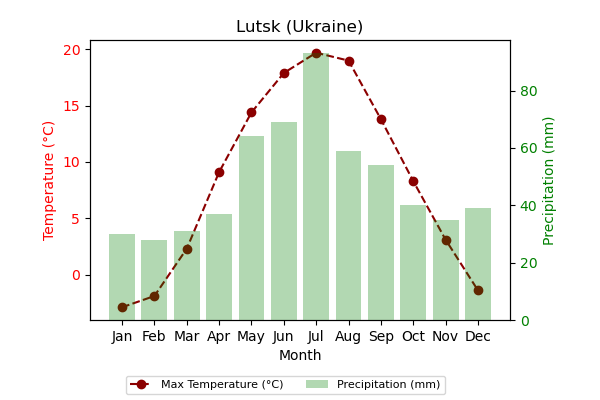 Lutsk (Ukraine)
20
15
10
5
0
Temperature (°C)
80
60
40
20
0
Precipitation (mm)
Jan Feb Mar Apr May Jun Jul Aug Sep Oct Nov Dec
Month
Max Temperature (°C) Precipitation (mm)